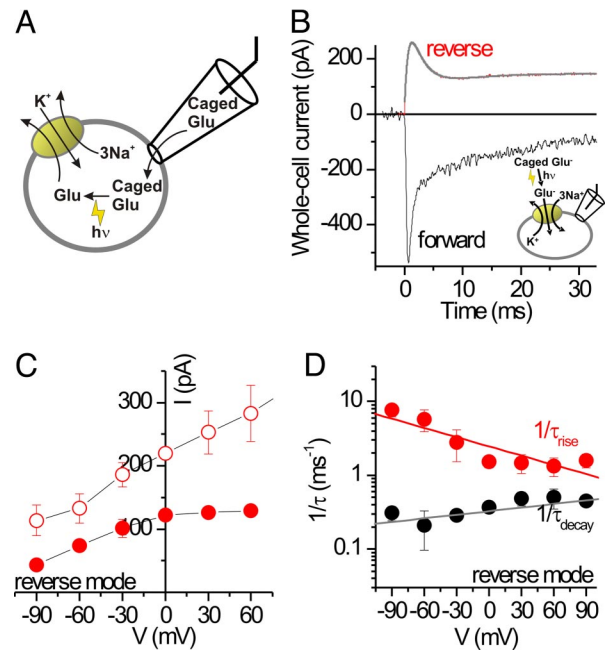 A
K⁺
3Na⁺
Caged
Glu
Glu
Caged
Glu
hν
B
Whole-cell current (pA)
200
0
-200
-400
reverse
forward
Caged Glu⁻
hν
Glu⁻
3Na⁺
K⁺
0 10 20 30
Time (ms)
C
I (pA)
300
200
100
reverse mode
-90 -60 -30 0 30 60
V (mV)
D
1/τ (ms⁻¹)
10
1
0.1
1/τrise
1/τdecay
reverse mode
-90 -60 -30 0 30 60 90
V (mV)